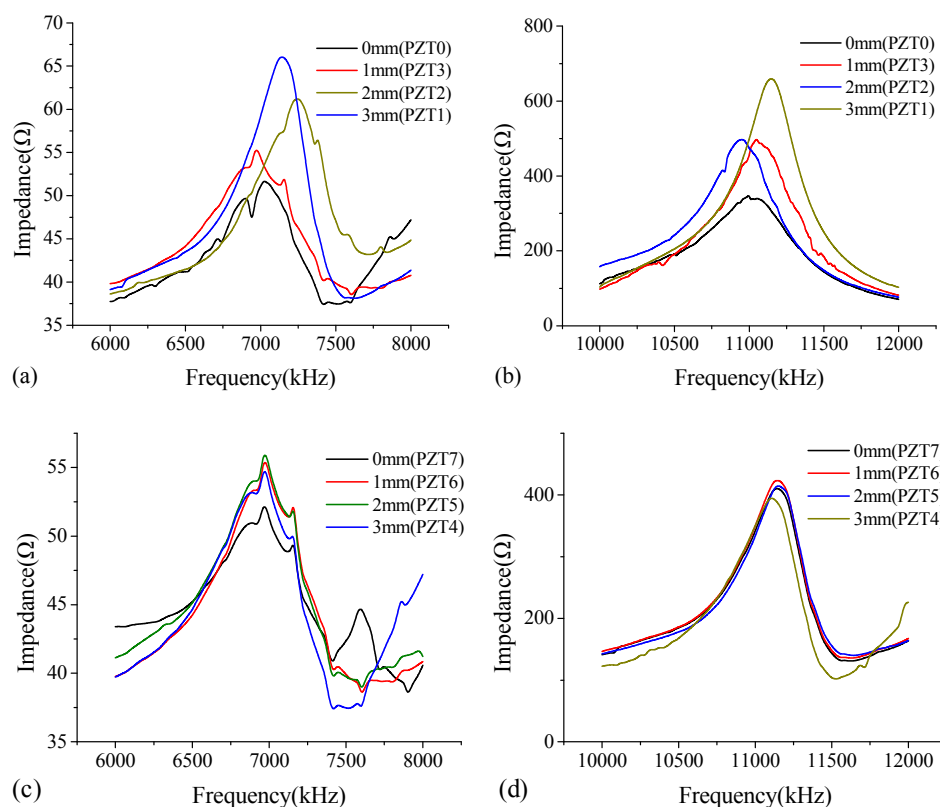 70
65
60
55
50
45
40
35
Impedance(Ω)
0mm(PZT0)
1mm(PZT3)
2mm(PZT2)
3mm(PZT1)
6000 6500 7000 7500 8000
Frequency(kHz)
(a)
800
600
400
200
0
Impedance(Ω)
0mm(PZT0)
1mm(PZT3)
2mm(PZT2)
3mm(PZT1)
10000 10500 11000 11500 12000
Frequency(kHz)
(b)
55
50
45
40
35
Impedance(Ω)
0mm(PZT7)
1mm(PZT6)
2mm(PZT5)
3mm(PZT4)
6000 6500 7000 7500 8000
Frequency(kHz)
(c)
400
200
0
Impedance(Ω)
0mm(PZT7
1mm(PZT6
2mm(PZT5
3mm(PZT4
10000 10500 11000 11500 12000
Frequency(kHz)
(d)